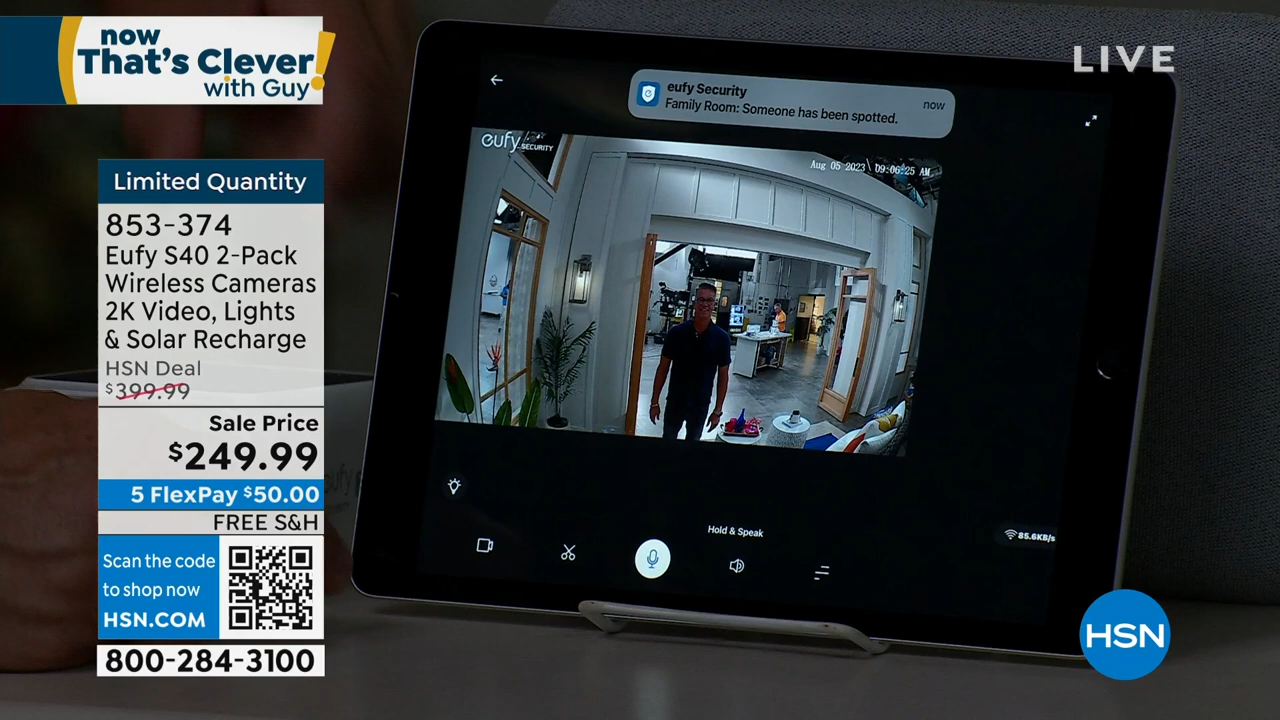 now
That's Clever!
with Guy
LIVE
Limited Quantity
853-374
Eufy S40 2-Pack
Wireless Cameras
2K Video, Lights
& Solar Recharge
HSN Deal
$399.99
Sale Price
$249.99
5 FlexPay $50.00
FREE S&H
Scan the code
to shop now
HSN.COM
800-284-3100
eufy Security
now
Family Room: Someone has been spotted.
eufy SECURITY
Aug 05 2023 09:06:25 AM
Hold & Speak
85.6KB/s
eufy
HSN